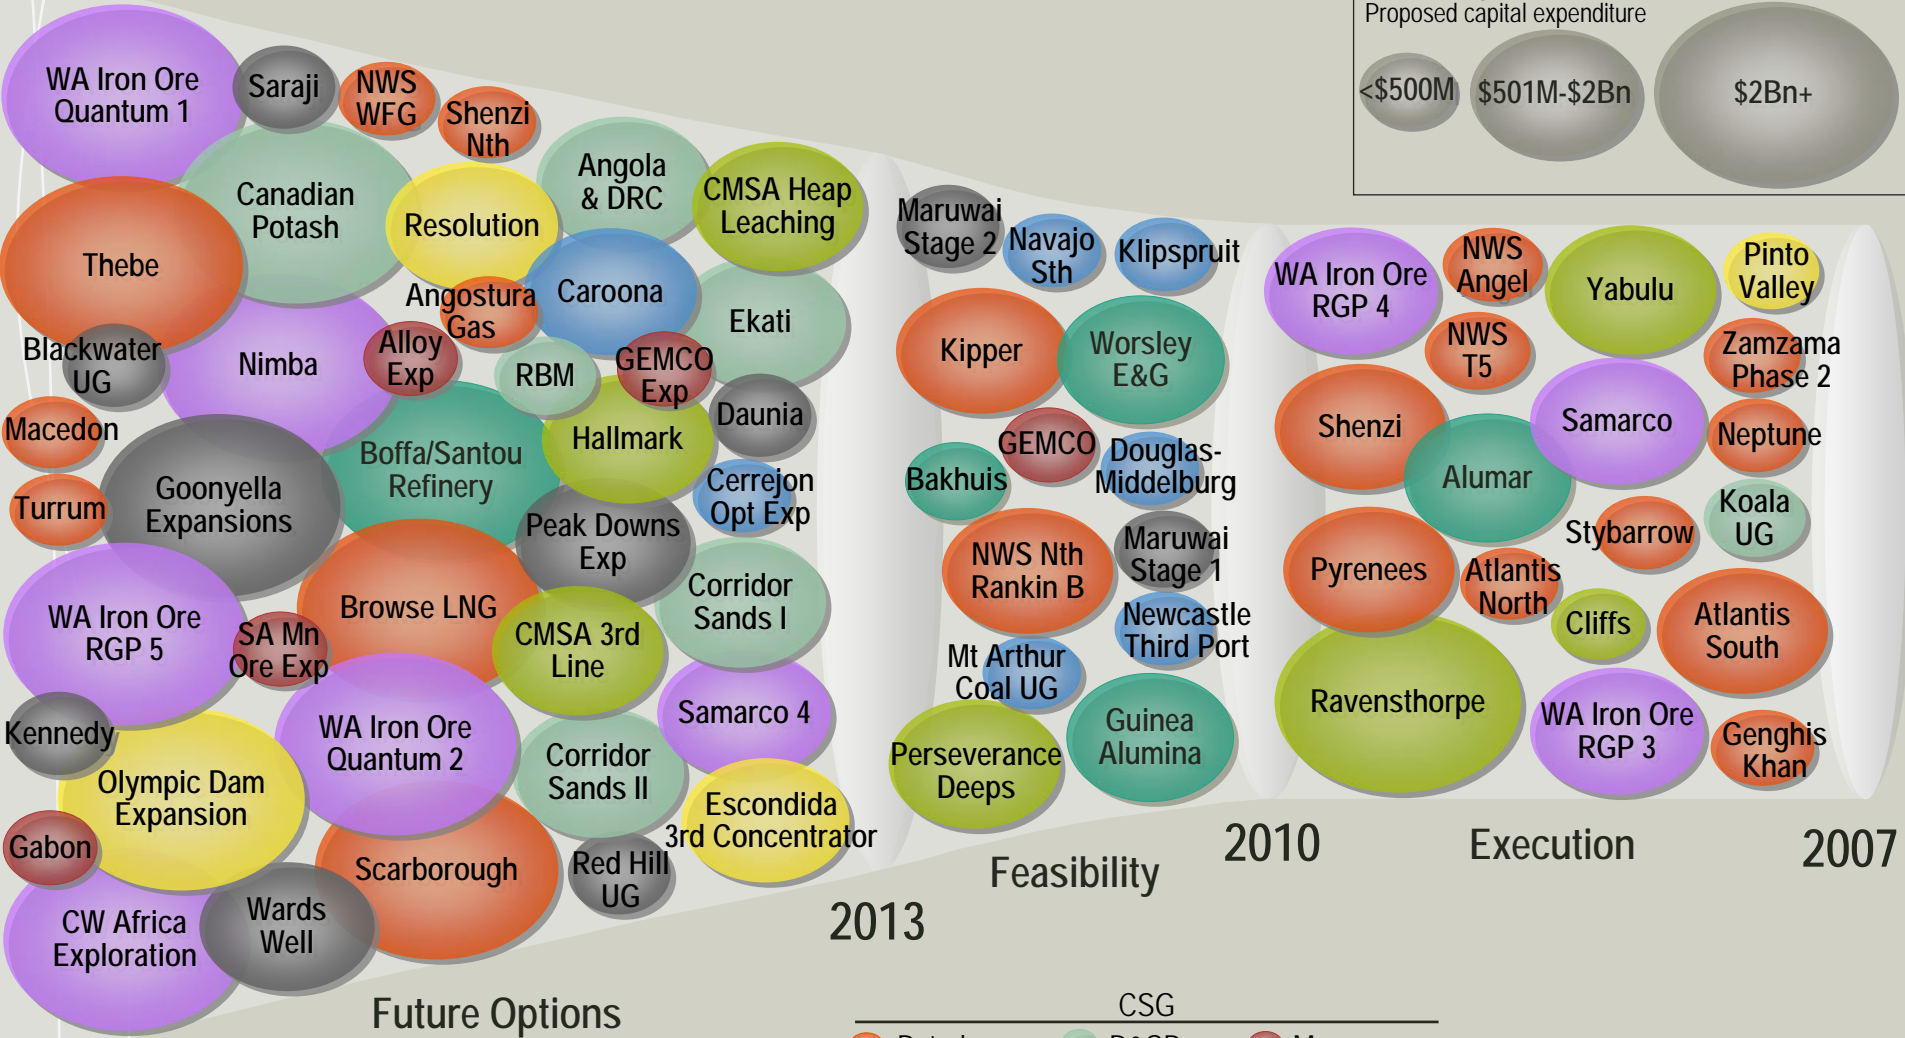 Proposed capital expenditure
<$500M
$501M-$2Bn
$2Bn+
WA Iron Ore
Quantum 1
Saraji
NWS
WFG
Shenzi
Nth
Canadian
Potash
Resolution
Angola
& DRC
CMSA Heap
Leaching
Thebe
Angostura
Gas
Caroona
Ekati
Blackwater
UG
Nimba
Alloy
Exp
RBM
GEMCO
Exp
Daunia
Macedon
Boffa/Santou
Refinery
Hallmark
Turrum
Goonyella
Expansions
Peak Downs
Exp
Cerrejon
Opt Exp
WA Iron Ore
RGP 5
SA Mn
Ore Exp
Browse LNG
CMSA 3rd
Line
Corridor
Sands I
Kennedy
WA Iron Ore
Quantum 2
Samarco 4
Olympic Dam
Expansion
Corridor
Sands II
Escondida
3rd Concentrator
Gabon
Scarborough
Red Hill
UG
CW Africa
Exploration
Wards
Well
Future Options
2013
Maruwai
Stage 2
Navajo
Sth
Klipspruit
Kipper
Worsley
E&G
GEMCO
Bakhuis
Douglas-
Middelburg
NWS Nth
Rankin B
Maruwai
Stage 1
Newcastle
Third Port
Mt Arthur
Coal UG
Perseverance
Deeps
Guinea
Alumina
Feasibility
2010
WA Iron Ore
RGP 4
NWS
Angel
Yabulu
Pinto
Valley
NWS
T5
Zamzama
Phase 2
Shenzi
Samarco
Neptune
Alumar
Koala
UG
Stybarrow
Pyrenees
Atlantis
North
Cliffs
Atlantis
South
Ravensthorpe
WA Iron Ore
RGP 3
Genghis
Khan
Execution
2007
CSG